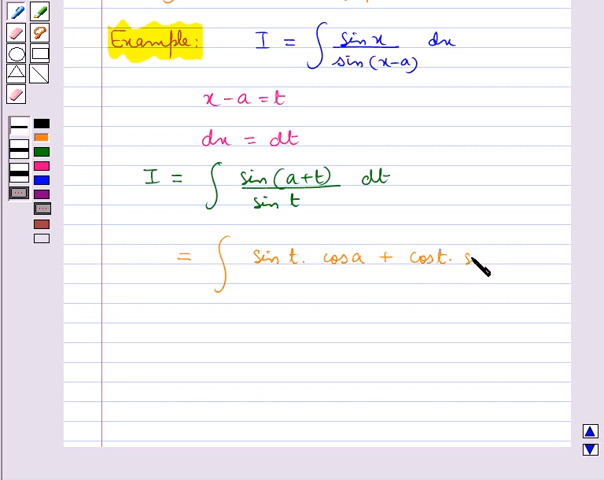 Example: I = ∫ sin x / sin(x-a) dx
x-a = t
dx = dt
I = ∫ sin(a+t) / sin t dt
= ∫ sin t. cos a + cos t. s